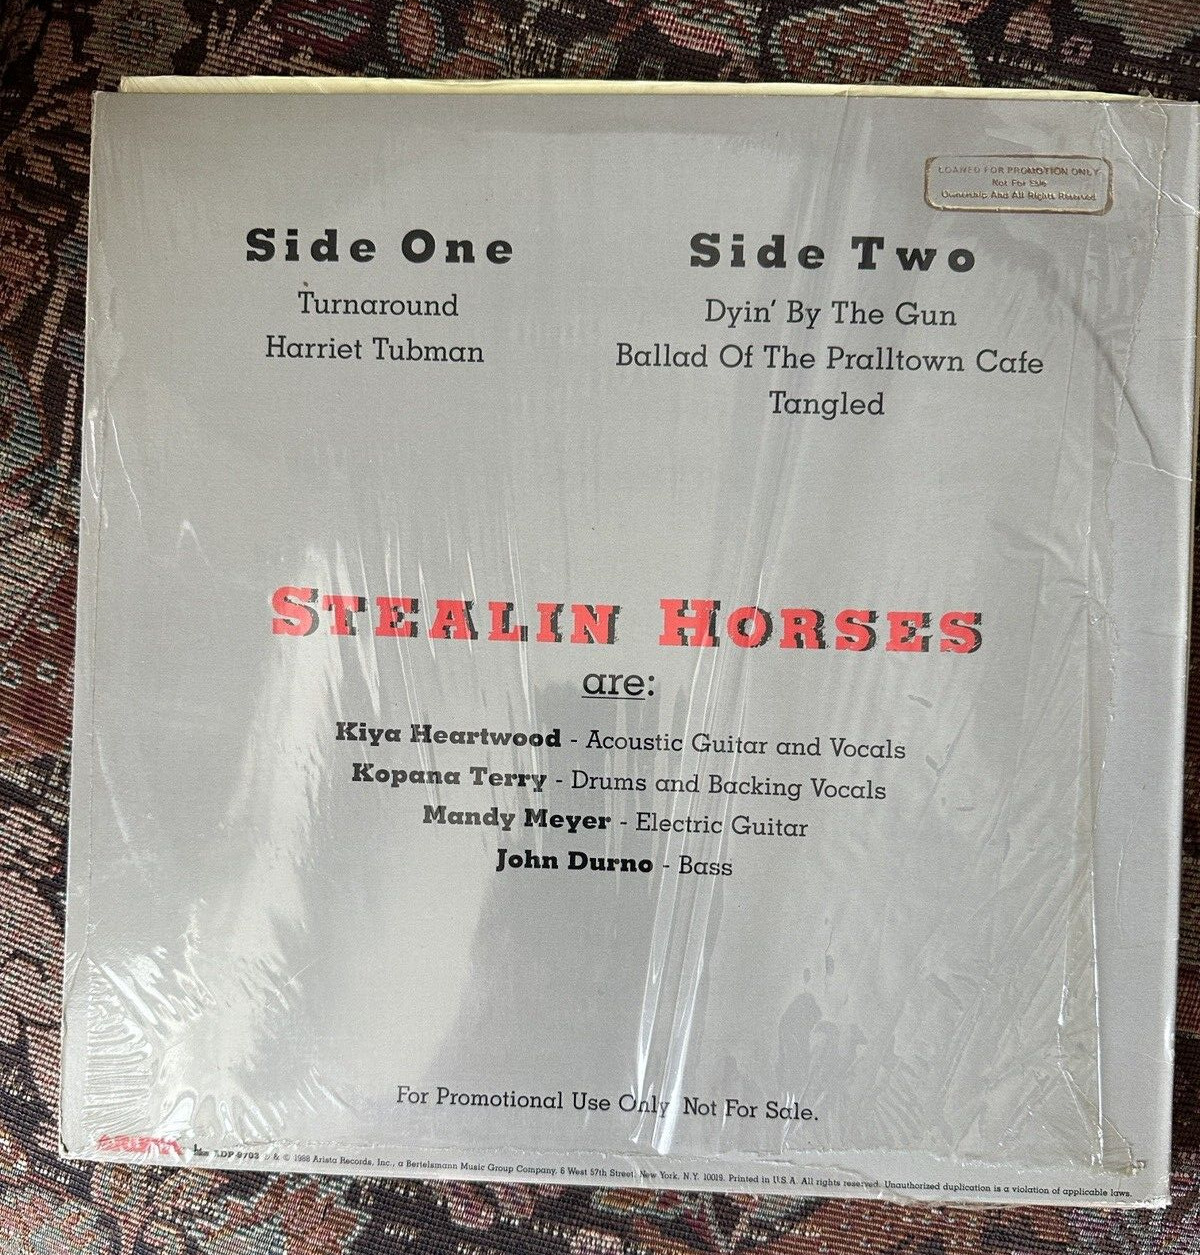 LOANED FOR PROMOTION ONLY
Not For Sale
Ownership And All Rights Reserved
Side One
Turnaround
Harriet Tubman
Side Two
Dyin' By The Gun
Ballad Of The Pralltown Cafe
Tangled
STEALIN HORSES
are:
Kiya Heartwood - Acoustic Guitar and Vocals
Kopana Terry - Drums and Backing Vocals
Mandy Meyer - Electric Guitar
John Durno - Bass
For Promotional Use Only Not For Sale.
ARISTA ADP 9703 ℗ & © 1988 Arista Records, Inc., a Bertelsmann Music Group Company, 6 West 57th Street, New York, N.Y. 10019. Printed in U.S.A. All rights reserved. Unauthorized duplication is a violation of applicable laws.